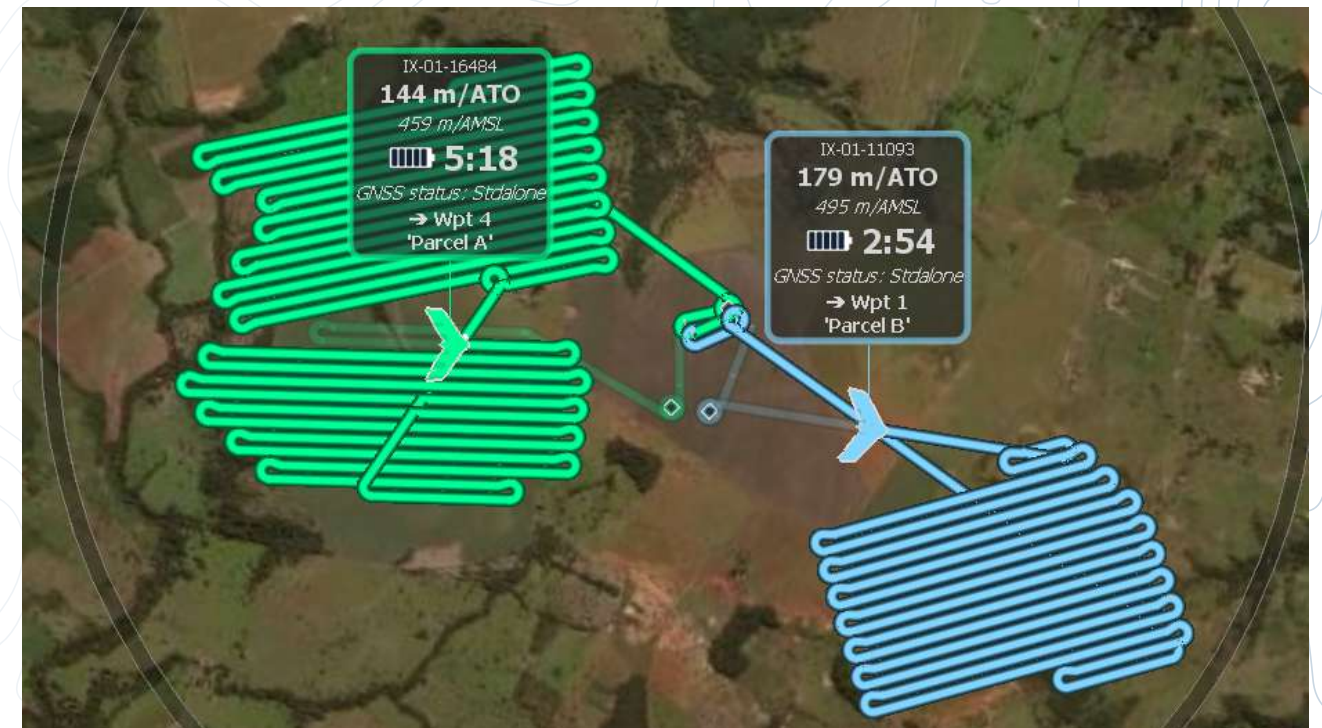 IX-01-16484
144 m/ATO
459 m/AMSL
5:18
GNSS status: Stdalone
➔ Wpt 4
'Parcel A'
IX-01-11093
179 m/ATO
495 m/AMSL
2:54
GNSS status: Stdalone
➔ Wpt 1
'Parcel B'